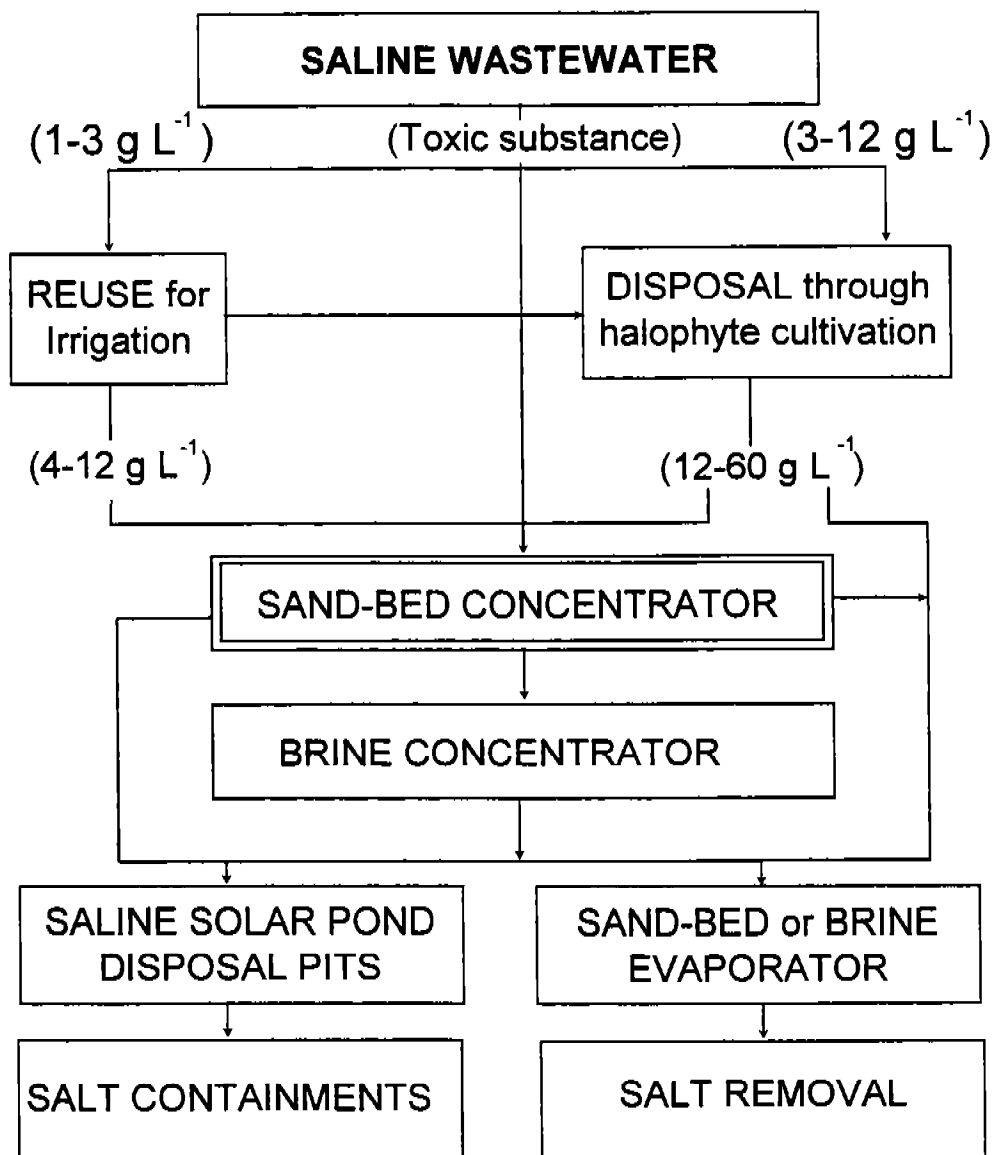 SALINE WASTEWATER
(1-3 g L⁻¹)
(Toxic substance)
(3-12 g L⁻¹)
REUSE for
Irrigation
DISPOSAL through
halophyte cultivation
(4-12 g L⁻¹)
(12-60 g L⁻¹)
SAND-BED CONCENTRATOR
BRINE CONCENTRATOR
SALINE SOLAR POND
DISPOSAL PITS
SAND-BED or BRINE
EVAPORATOR
SALT CONTAINMENTS
SALT REMOVAL